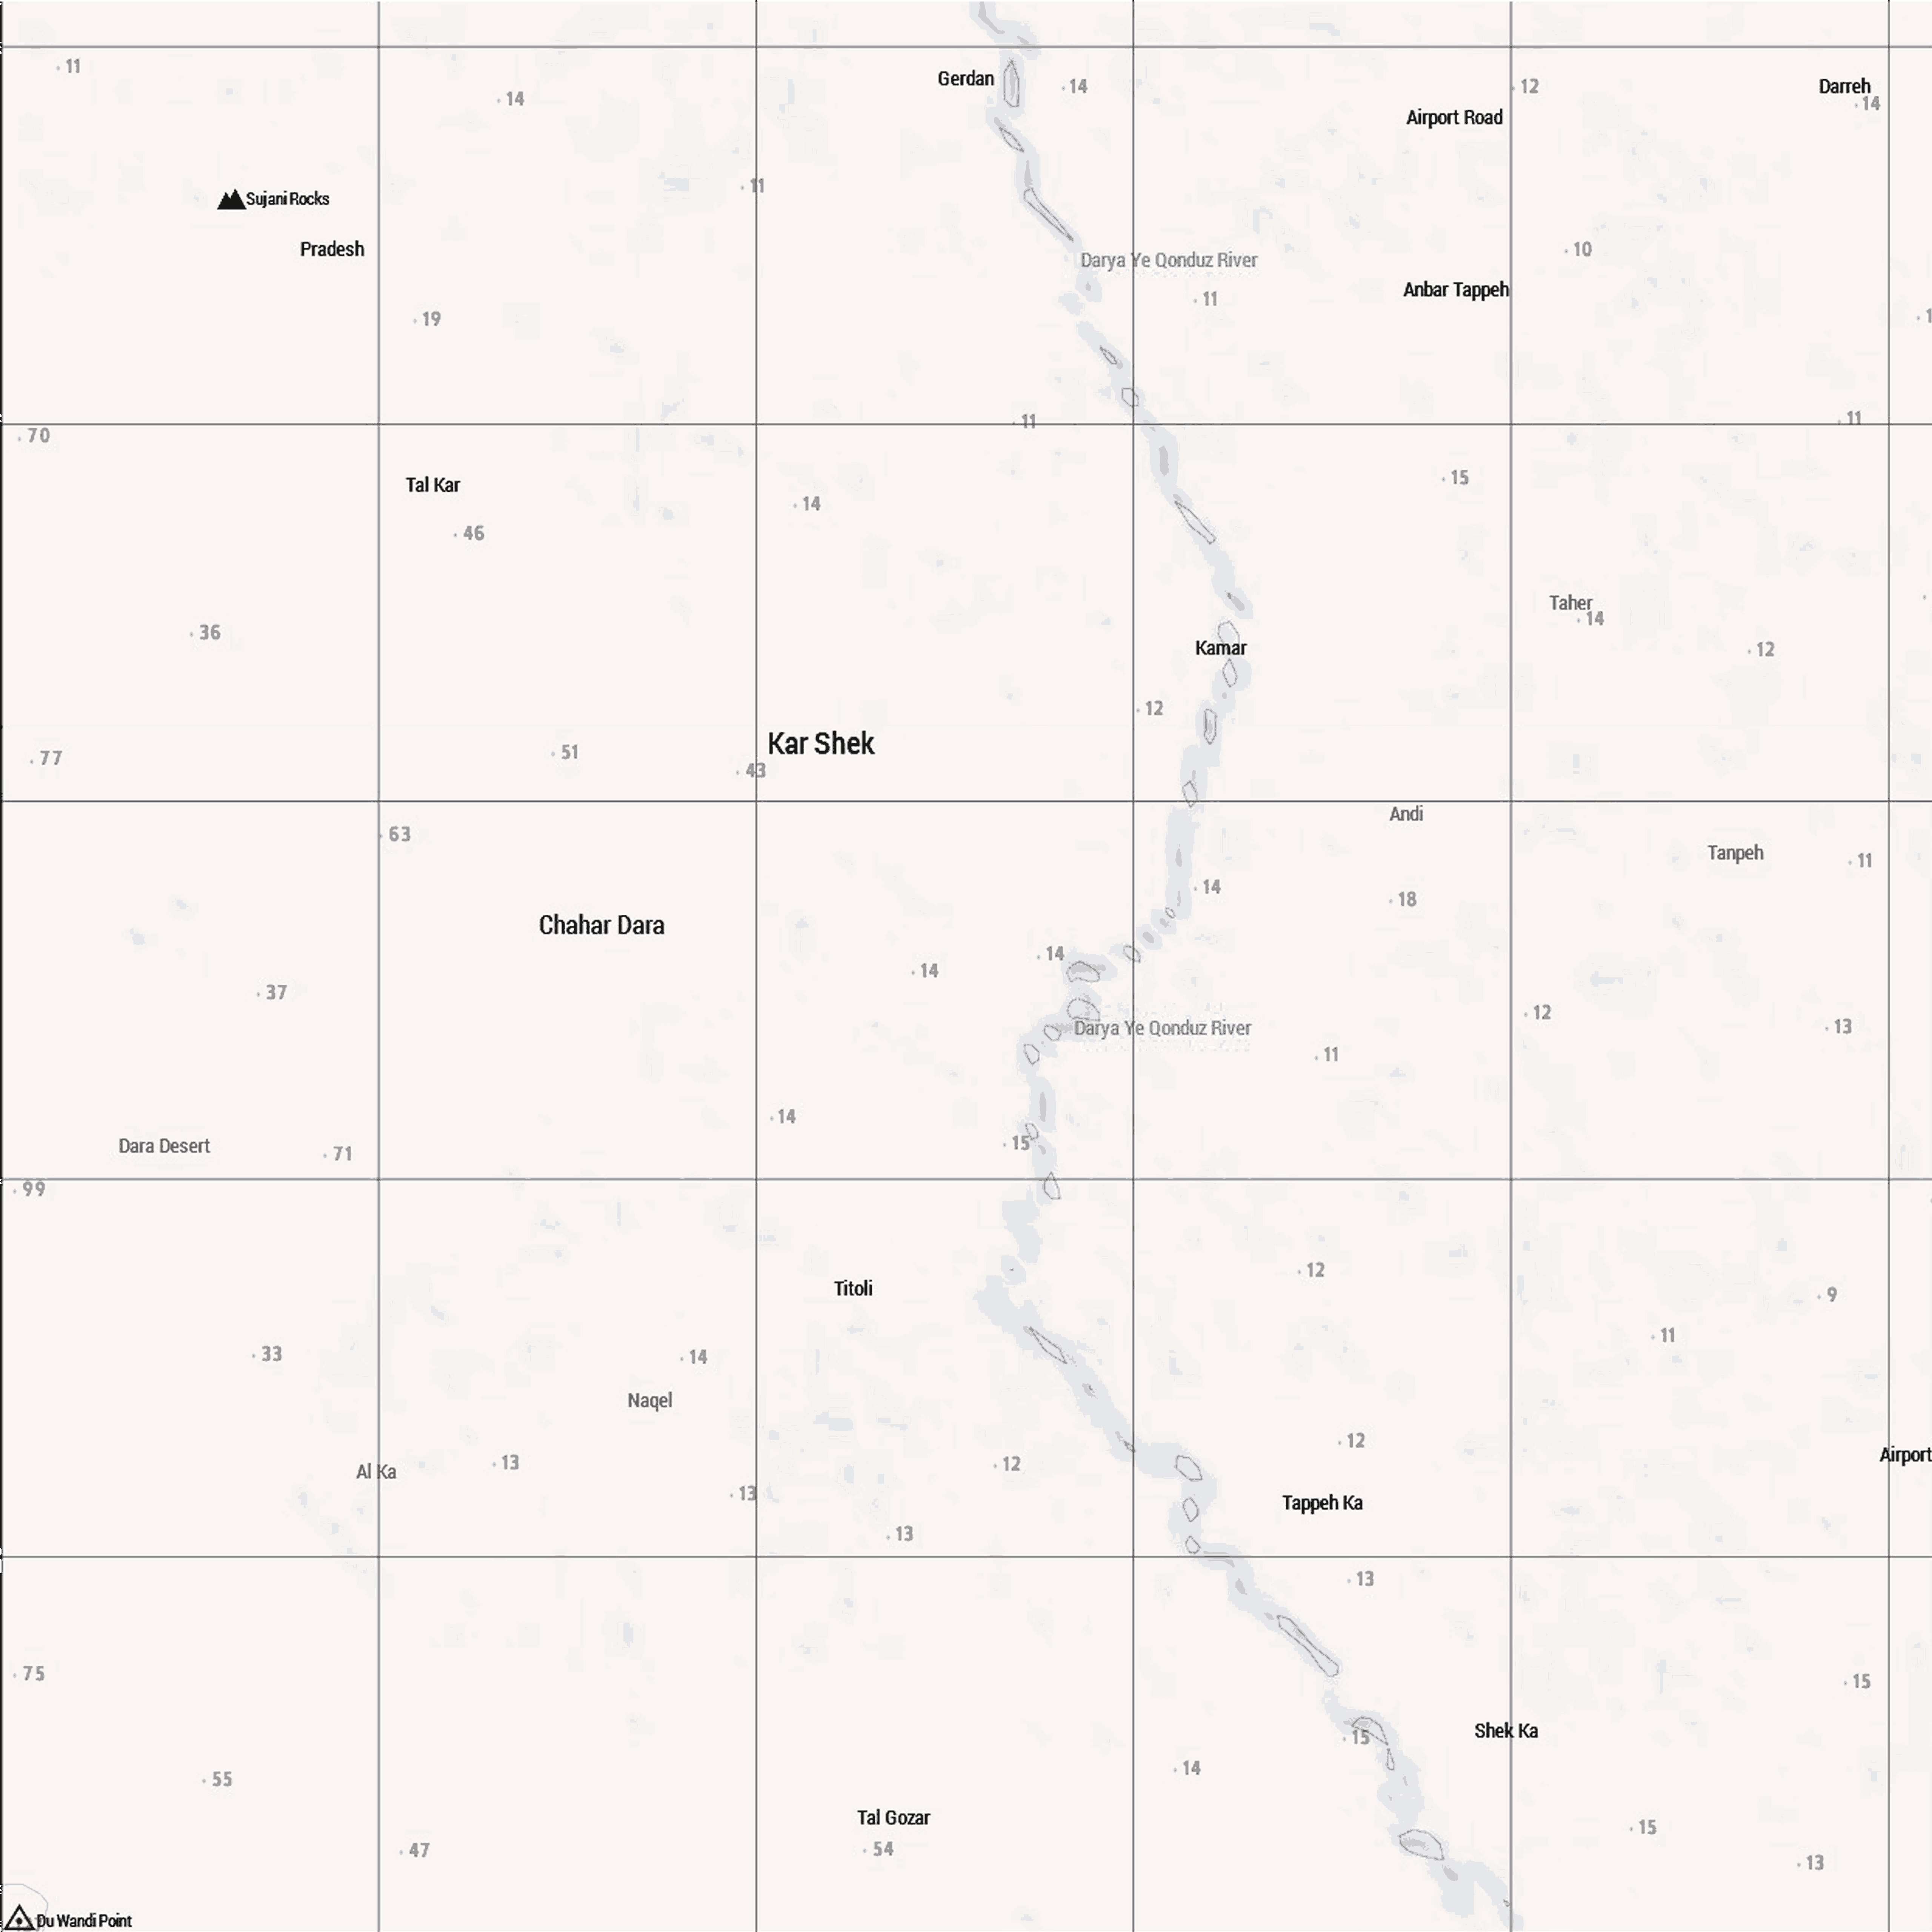 11
Gerdan
14
12
Darreh
14
14
Airport Road
11
Sujani Rocks
Pradesh
10
Darya Ye Qonduz River
11
Anbar Tappeh
19
1
11
11
70
15
Tal Kar
14
46
Taher
14
36
Kamar
12
12
Kar Shek
51
77
43
Andi
63
Tanpeh
11
14
18
Chahar Dara
14
14
37
12
Darya Ye Qonduz River
13
11
14
15
Dara Desert
71
99
12
Titoli
9
11
33
14
Naqel
12
Airport
13
12
Al Ka
13
Tappeh Ka
13
13
75
15
Shek Ka
15
14
55
Tal Gozar
15
54
47
13
Du Wandi Point